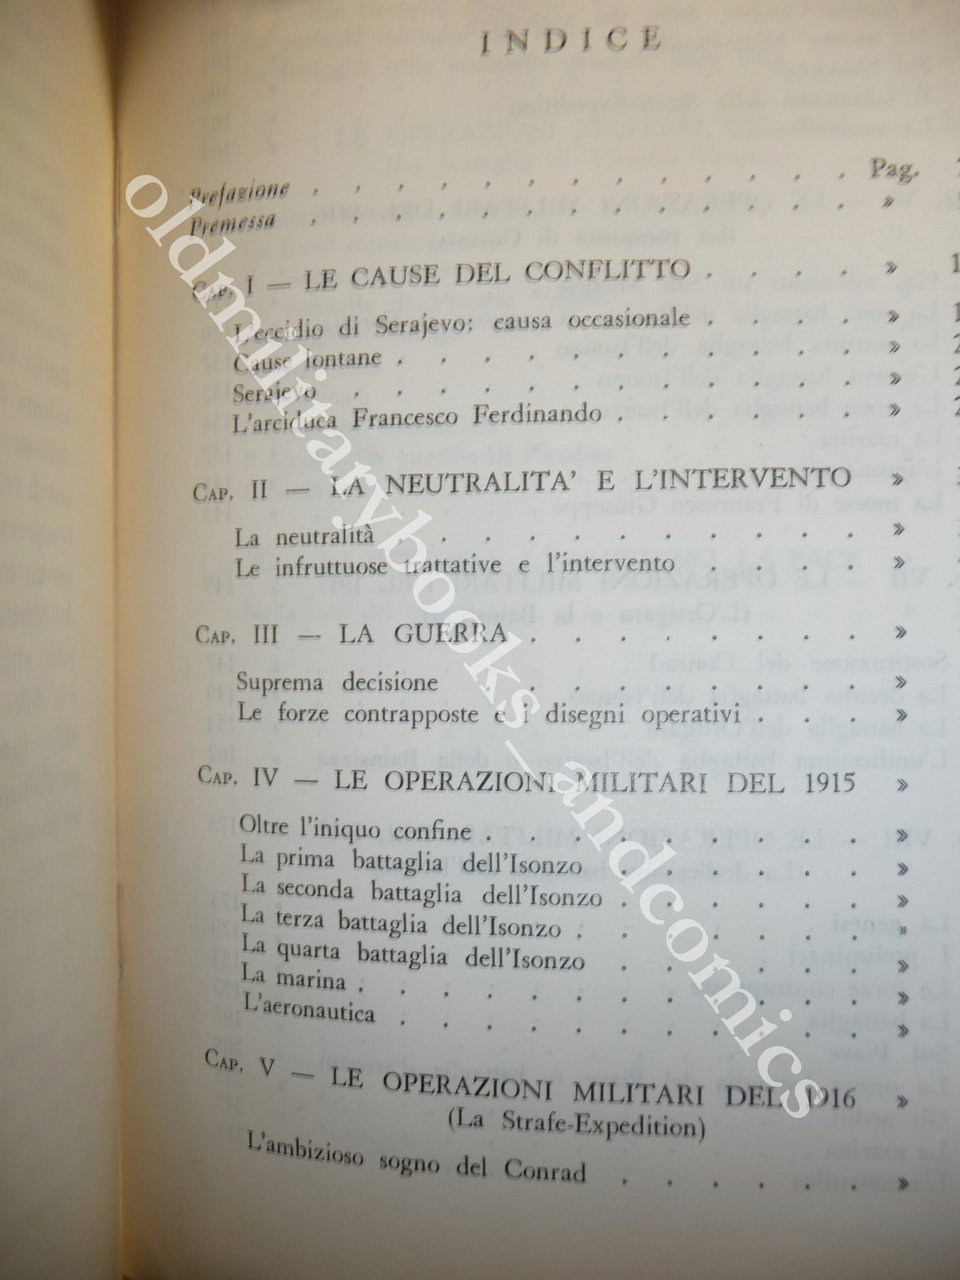 INDICE
Prefazione . . . . . . . . . . . . . Pag.
Premessa . . . . . . . . . . . . . »
CAP. I — LE CAUSE DEL CONFLITTO . . . . »
L'eccidio di Serajevo: causa occasionale . . . . »
Cause lontane . . . . . . . . . . . »
Serajevo . . . . . . . . . . . . »
L'arciduca Francesco Ferdinando . . . . . . »
CAP. II — LA NEUTRALITA' E L'INTERVENTO »
La neutralità . . . . . . . . . . . »
Le infruttuose trattative e l'intervento . . . . »
CAP. III — LA GUERRA . . . . . . . . »
Suprema decisione . . . . . . . . . »
Le forze contrapposte e i disegni operativi . . . »
CAP. IV — LE OPERAZIONI MILITARI DEL 1915 »
Oltre l'iniquo confine . . . . . . . . . »
La prima battaglia dell'Isonzo . . . . . . »
La seconda battaglia dell'Isonzo . . . . . . »
La terza battaglia dell'Isonzo . . . . . . . »
La quarta battaglia dell'Isonzo . . . . . . »
La marina . . . . . . . . . . . . »
L'aeronautica . . . . . . . . . . . »
CAP. V — LE OPERAZIONI MILITARI DEL 1916 »
(La Strafe-Expedition)
L'ambizioso sogno del Conrad . . . . . . »
oldmilitarybooks_andcomics